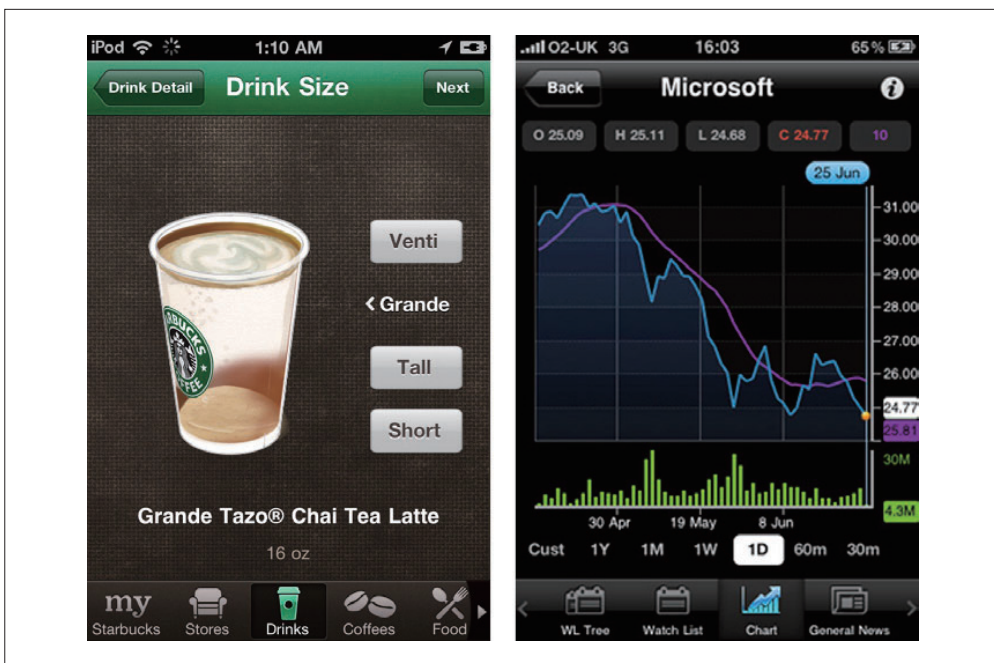 iPod 1:10 AM
Drink Detail Drink Size Next
Venti
Grande
Tall
Short
STARBUCKS
COFFEE
Grande Tazo® Chai Tea Latte
16 oz
my
Starbucks Stores Drinks Coffees Food
O2-UK 3G 16:03 65%
Back Microsoft i
O 25.09 H 25.11 L 24.68 C 24.77 10
25 Jun
31.00
30.00
29.00
28.00
27.00
26.00
24.77
25.81
30M
4.3M
30 Apr 19 May 8 Jun
Cust 1Y 1M 1W 1D 60m 30m
WL Tree Watch List Chart General News